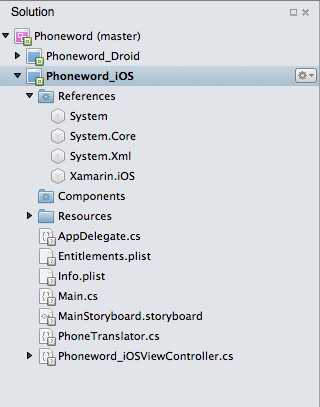 Solution
Phoneword (master)
Phoneword_Droid
Phoneword_iOS
References
System
System.Core
System.Xml
Xamarin.iOS
Components
Resources
AppDelegate.cs
Entitlements.plist
Info.plist
Main.cs
MainStoryboard.storyboard
PhoneTranslator.cs
Phoneword_iOSViewController.cs